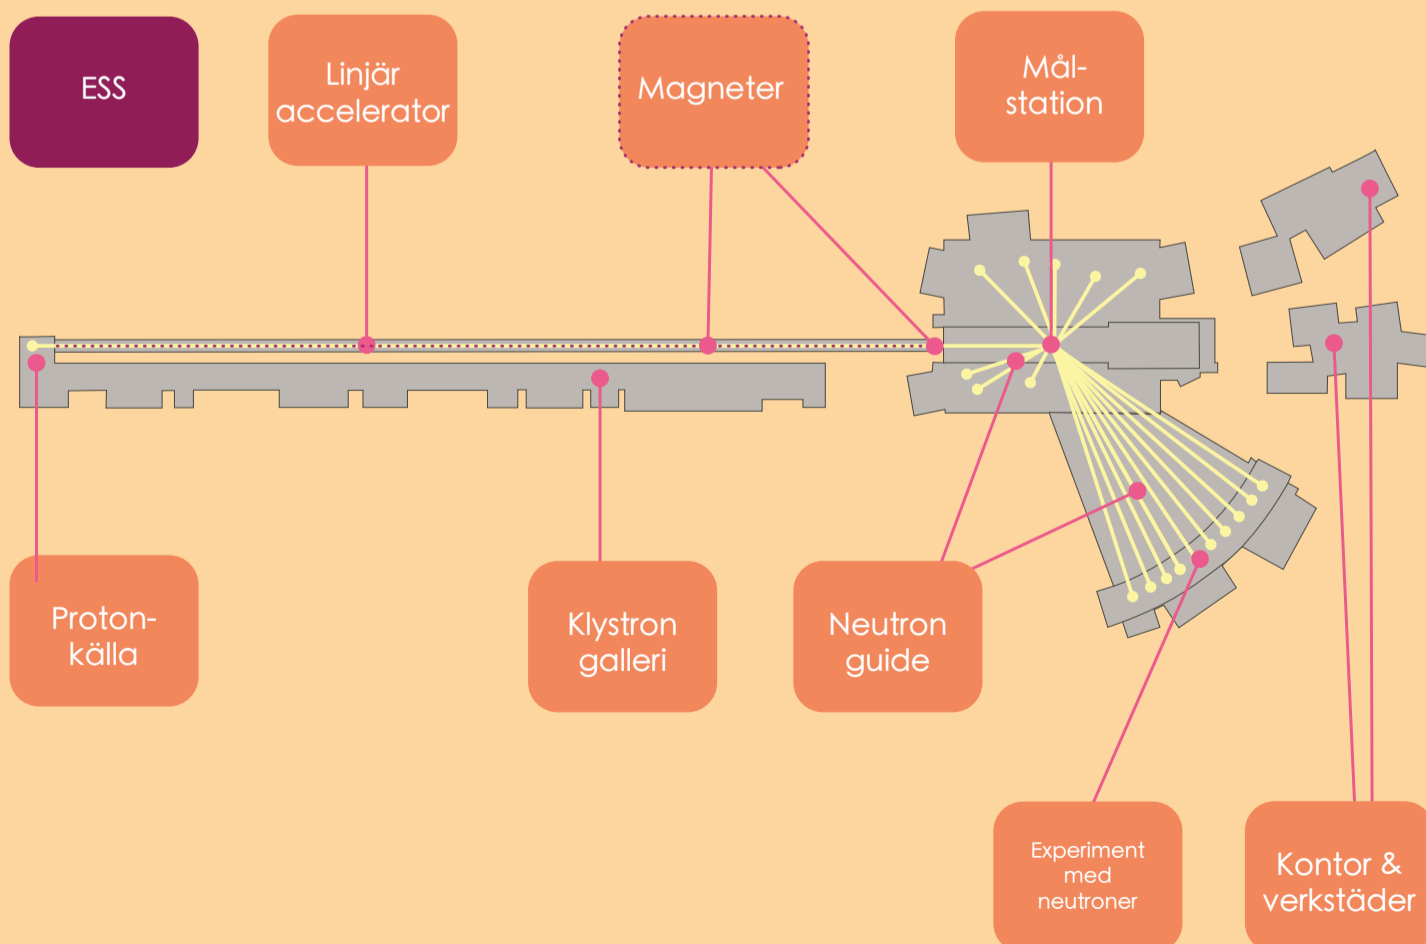 ESS
Linjär
accelerator
Magneter
Mål-
station
Proton-
källa
Klystron
galleri
Neutron
guide
Experiment
med
neutroner
Kontor &
verkstäder